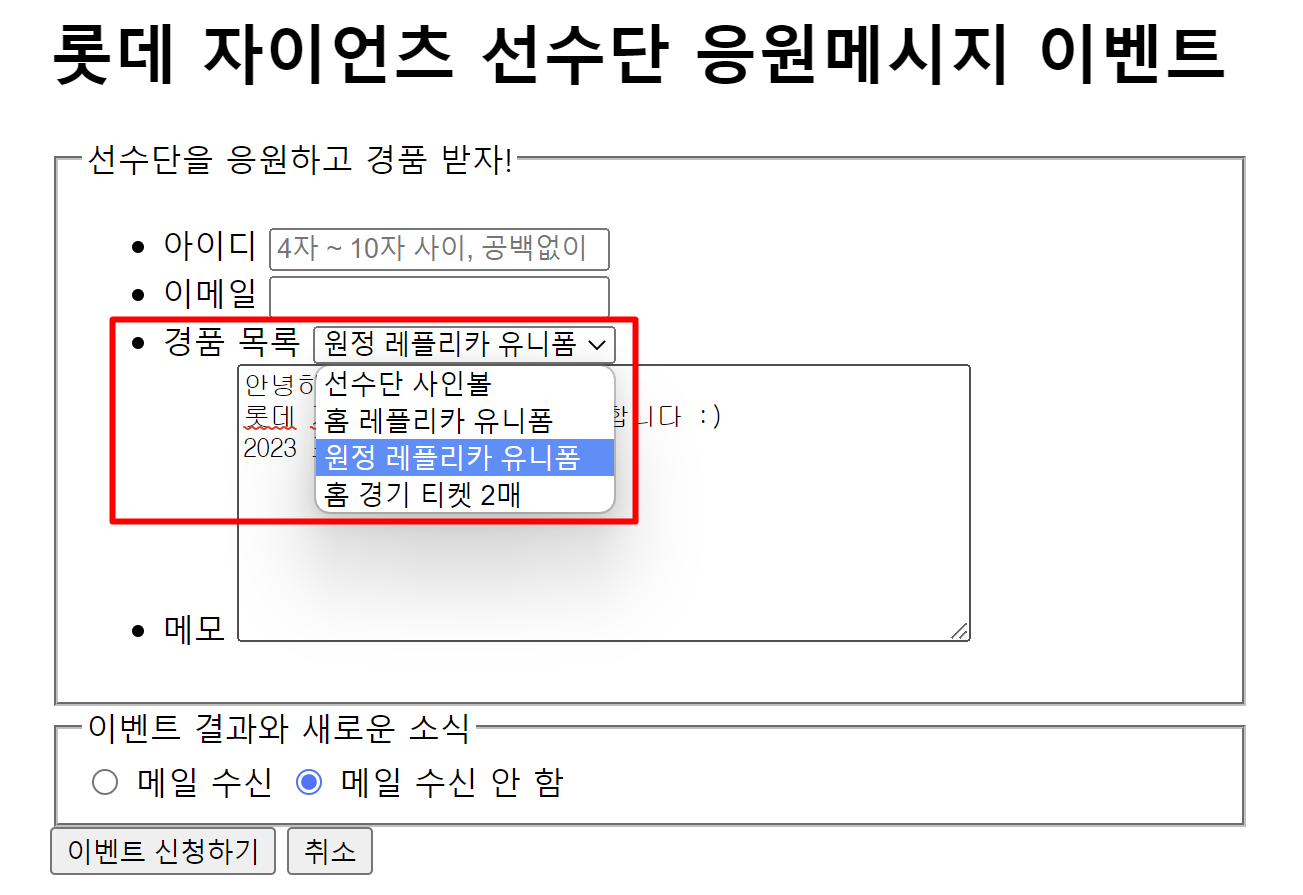 롯데 자이언츠 선수단 응원메시지 이벤트
선수단을 응원하고 경품 받자!
아이디 4자 ~ 10자 사이, 공백없이
이메일
경품 목록 원정 레플리카 유니폼
선수단 사인볼
홈 레플리카 유니폼
원정 레플리카 유니폼
홈 경기 티켓 2매
안녕하
롯데 합니다 :)
2023
메모
이벤트 결과와 새로운 소식
메일 수신 메일 수신 안 함
이벤트 신청하기 취소